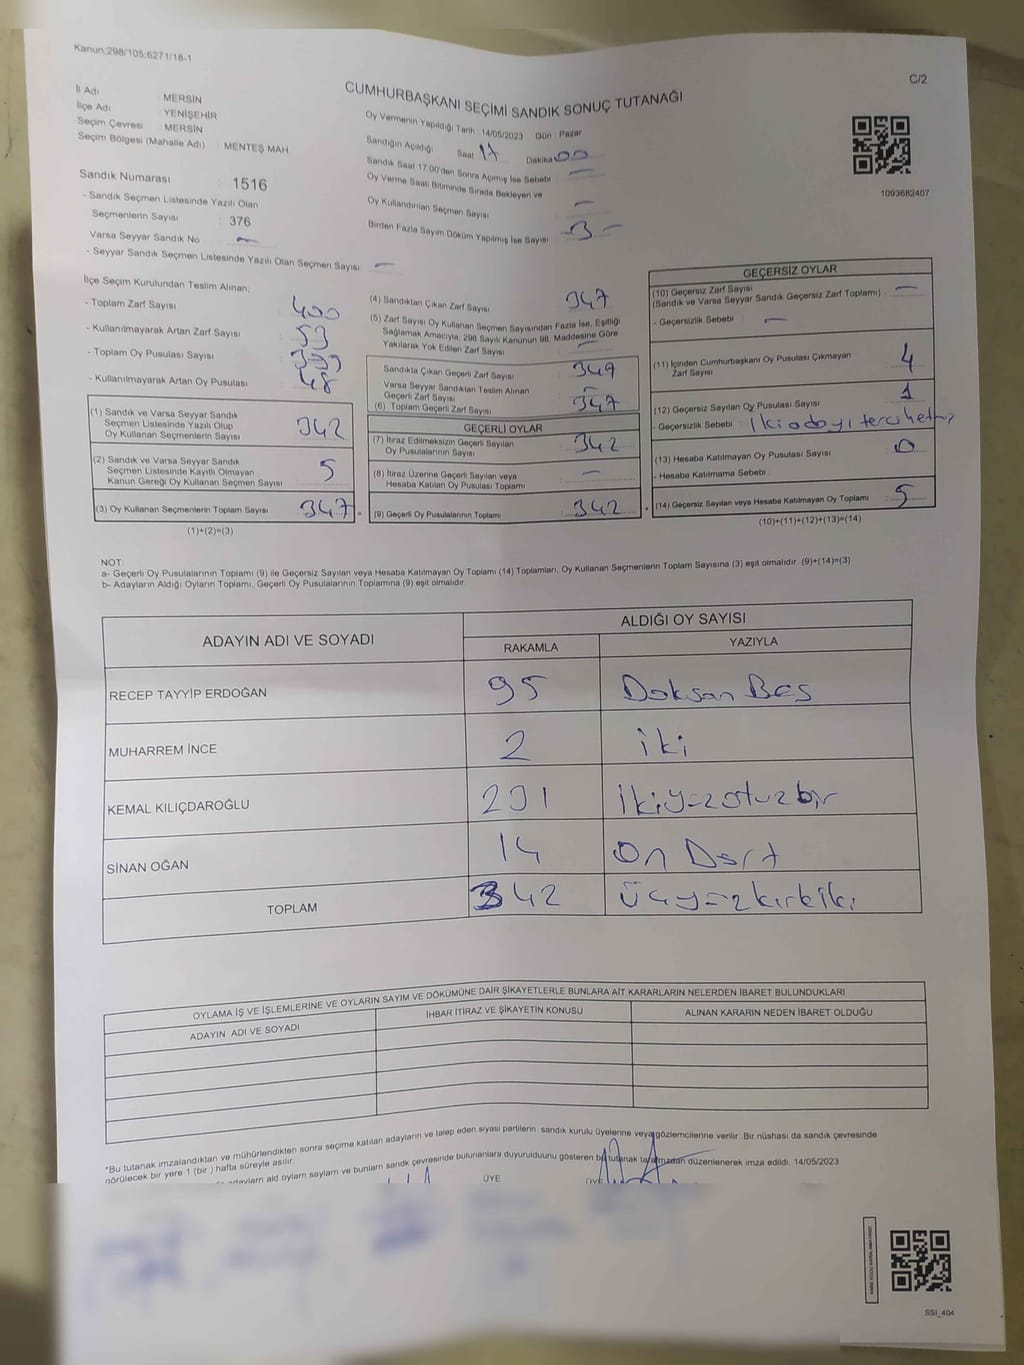 Kanun;298/105;6271/18-1
C/2
CUMHURBAŞKANI SEÇİMİ SANDIK SONUÇ TUTANAĞI
İl Adı : MERSİN
İlçe Adı : YENİŞEHİR
Seçim Çevresi : MERSİN
Seçim Bölgesi (Mahalle Adı) : MENTEŞ MAH.
Sandık Numarası : 1516
- Sandık Seçmen Listesinde Yazılı Olan
Seçmenlerin Sayısı : 376
Varsa Seyyar Sandık No : -
- Seyyar Sandık Seçmen Listesinde Yazılı Olan Seçmen Sayısı : -
Oy Vermenin Yapıldığı Tarih : 14/05/2023 Gün : Pazar
Sandığın Açıldığı Saat 17 Dakika 00
Sandık Saat 17:00'den Sonra Açılmış İse Sebebi : -
Oy Verme Saati Bitiminde Sırada Bekleyen ve
Oy Kullandırılan Seçmen Sayısı : -
Birden Fazla Sayım Döküm Yapılmış İse Sayısı : -3-
1093682407
İlçe Seçim Kurulundan Teslim Alınan;
- Toplam Zarf Sayısı : 400
- Kullanılmayarak Artan Zarf Sayısı : 53
- Toplam Oy Pusulası Sayısı :
- Kullanılmayarak Artan Oy Pusulası : 48
(1) Sandık ve Varsa Seyyar Sandık
Seçmen Listesinde Yazılı Olup
Oy Kullanan Seçmenlerin Sayısı : 342
(2) Sandık ve Varsa Seyyar Sandık
Seçmen Listesinde Kayıtlı Olmayan
Kanun Gereği Oy Kullanan Seçmen Sayısı : 5
(3) Oy Kullanan Seçmenlerin Toplam Sayısı : 347
(1)+(2)=(3)
(4) Sandıktan Çıkan Zarf Sayısı : 347
(5) Zarf Sayısı Oy Kullanan Seçmen Sayısından Fazla İse, Eşitliği
Sağlamak Amacıyla; 298 Sayılı Kanunun 98. Maddesine Göre
Yakılarak Yok Edilen Zarf Sayısı : -
Sandıkta Çıkan Geçerli Zarf Sayısı : 347
Varsa Seyyar Sandıktan Teslim Alınan
Geçerli Zarf Sayısı : -
(6) Toplam Geçerli Zarf Sayısı : 347
GEÇERLİ OYLAR
(7) İtiraz Edilmeksizin Geçerli Sayılan
Oy Pusulalarının Sayısı : 342
(8) İtiraz Üzerine Geçerli Sayılan veya
Hesaba Katılan Oy Pusulası Toplamı : -
(9) Geçerli Oy Pusulalarının Toplamı : 342
GEÇERSİZ OYLAR
(10) Geçersiz Zarf Sayısı : -
(Sandık ve Varsa Seyyar Sandık Geçersiz Zarf Toplamı)
- Geçersizlik Sebebi : -
(11) İçinden Cumhurbaşkanı Oy Pusulası Çıkmayan
Zarf Sayısı : 4
(12) Geçersiz Sayılan Oy Pusulası Sayısı : 1
- Geçersizlik Sebebi : İki adayı
(13) Hesaba Katılmayan Oy Pusulası Sayısı : 0
- Hesaba Katılmama Sebebi :
(14) Geçersiz Sayılan veya Hesaba Katılmayan Oy Toplamı : 5
(10)+(11)+(12)+(13)=(14)
NOT:
a- Geçerli Oy Pusulalarının Toplamı (9) ile Geçersiz Sayılan veya Hesaba Katılmayan Oy Toplamı (14) Toplamları, Oy Kullanan Seçmenlerin Toplam Sayısına (3) eşit olmalıdır. (9)+(14)=(3)
b- Adayların Aldığı Oyların Toplamı, Geçerli Oy Pusulalarının Toplamına (9) eşit olmalıdır.
ADAYIN ADI VE SOYADI
ALDIĞI OY SAYISI
RAKAMLA YAZIYLA
RECEP TAYYİP ERDOĞAN 95 Doksan Beş
MUHARREM İNCE 2 iki
KEMAL KILIÇDAROĞLU 231 ikiyüzotuzbir
SİNAN OĞAN 14 On Dört
TOPLAM 342 üçyüzkırkiki
OYLAMA İŞ VE İŞLEMLERİNE VE OYLARIN SAYIM VE DÖKÜMÜNE DAİR ŞİKAYETLERLE BUNLARA AİT KARARLARIN NELERDEN İBARET BULUNDUKLARI
ADAYIN ADI VE SOYADI İHBAR İTİRAZ VE ŞİKAYETİN KONUSU ALINAN KARARIN NEDEN İBARET OLDUĞU
*Bu tutanak imzalandıktan ve mühürlendikten sonra seçime katılan adayların ve talep eden siyasi partilerin sandık kurulu üyelerine veya gözlemcilerine verilir. Bir nüshası da sandık çevresinde
görülecek bir yere 1 (bir ) hafta süreyle asılır.
adayların ald oyların sayların ve bunların sandık çevresinde bulunanlara duyurulduunu gösteren bu tutanak tarafımızdan düzenlenerek imza edildi. 14/05/2023
ÜYE ÜYE
SSI_404